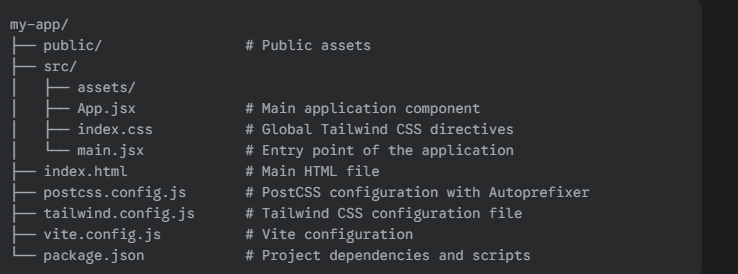 my-app/
├── public/                 # Public assets
├── src/
│   ├── assets/
│   ├── App.jsx             # Main application component
│   ├── index.css           # Global Tailwind CSS directives
│   └── main.jsx            # Entry point of the application
├── index.html              # Main HTML file
├── postcss.config.js       # PostCSS configuration with Autoprefixer
├── tailwind.config.js      # Tailwind CSS configuration file
├── vite.config.js          # Vite configuration
└── package.json            # Project dependencies and scripts